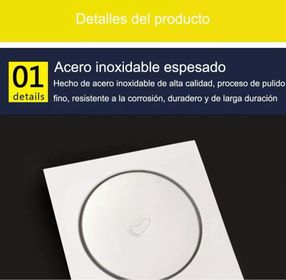 Detalles del producto
01
details
Acero inoxidable espesado
Hecho de acero inoxidable de alta calidad, proceso de pulido
fino, resistente a la corrosión, duradero y de larga duración